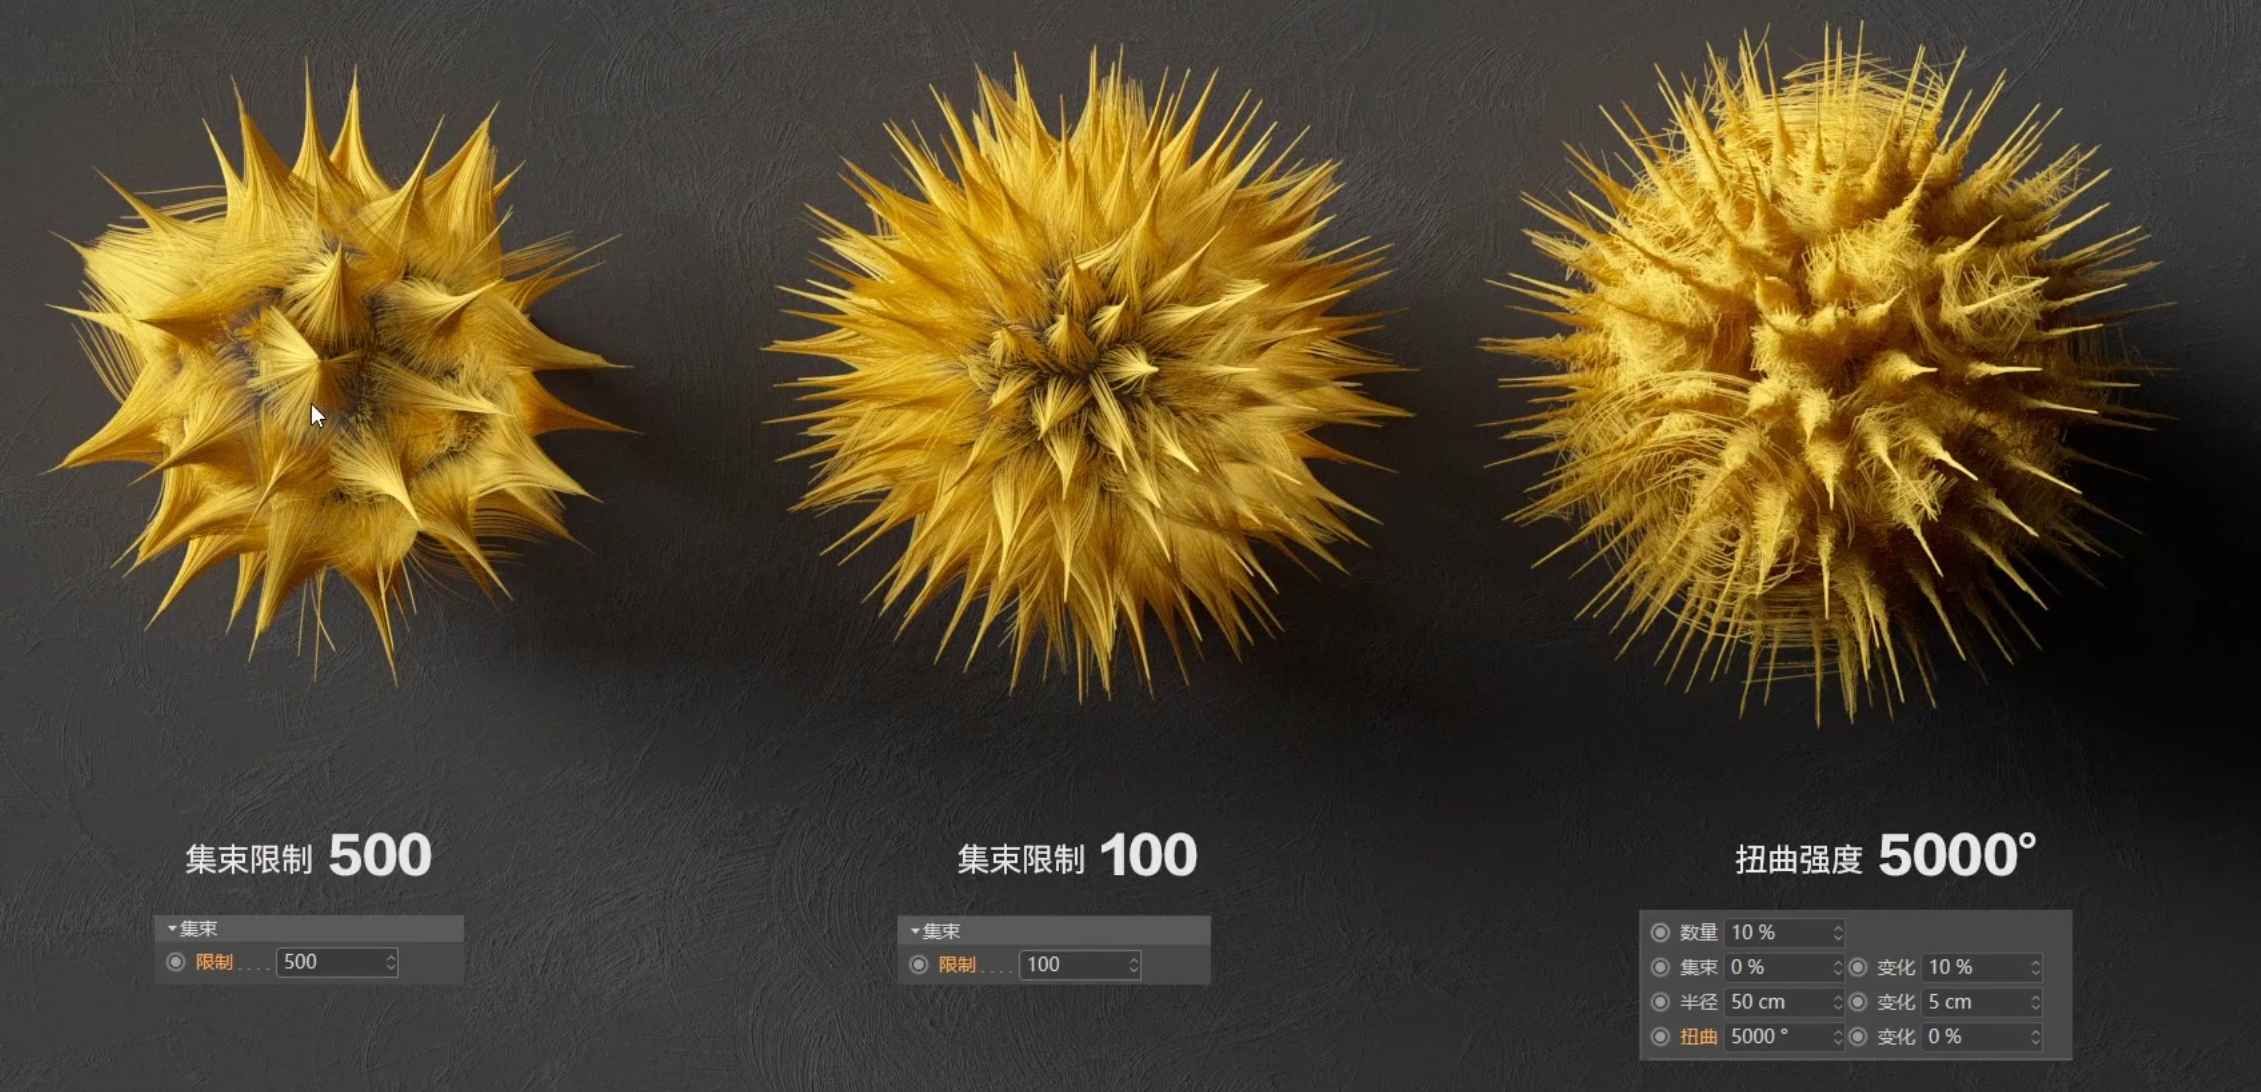 集束限制 500
集束限制 100
扭曲强度 5000°
集束
限制 .... 500
集束
限制 .... 100
数量 10 %
集束 0 % 变化 10 %
半径 50 cm 变化 5 cm
扭曲 5000 ° 变化 0 %